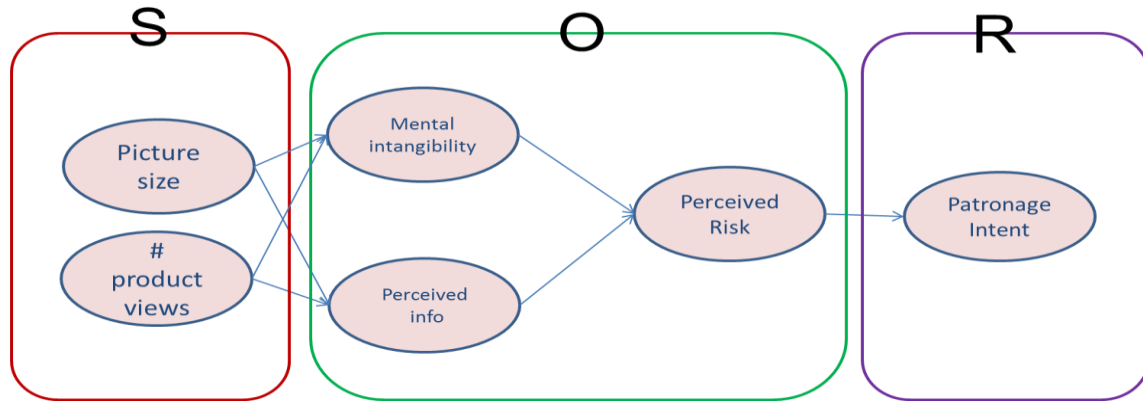 S
O
R
Picture
size
#
product
views
Mental
intangibility
Perceived
info
Perceived
Risk
Patronage
Intent